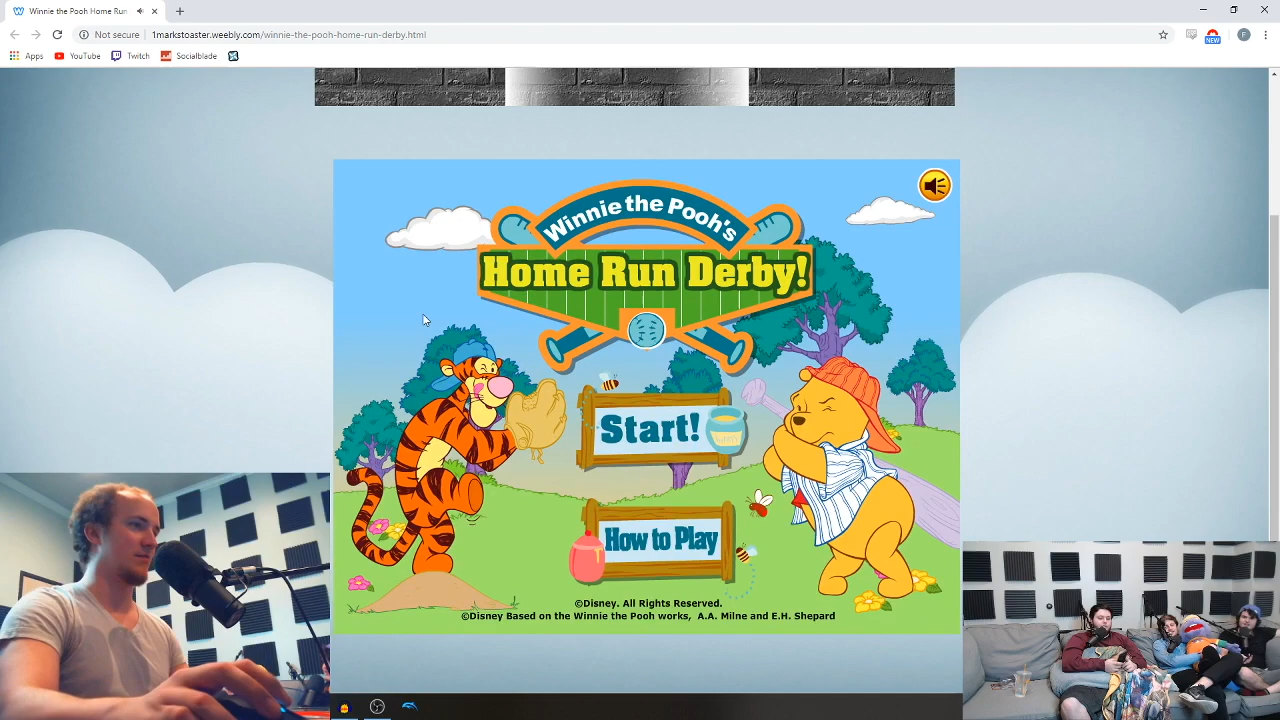 Winnie the Pooh Home Run
Not secure
1markstoaster.weebly.com/winnie-the-pooh-home-run-derby.html
NEW
F
Apps
YouTube
Twitch
Socialblade
Winnie the Pooh's
Home Run Derby!
Start!
How to Play
©Disney. All Rights Reserved.
©Disney Based on the Winnie the Pooh works, A.A. Milne and E.H. Shepard